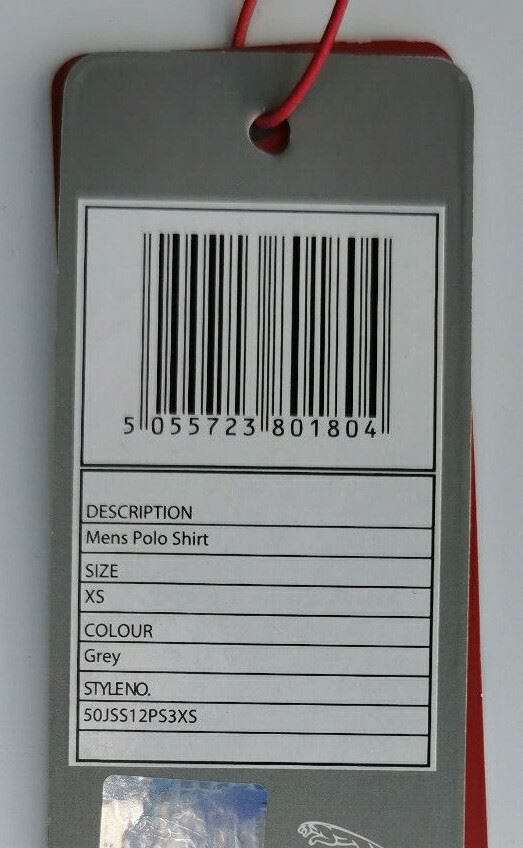 5 055723 801804
DESCRIPTION
Mens Polo Shirt
SIZE
XS
COLOUR
Grey
STYLE NO.
50JSS12PS3XS